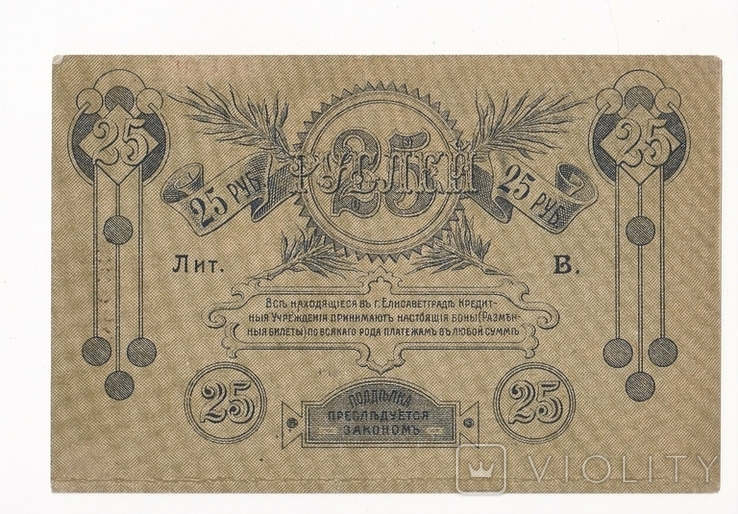 25
25
25
РУБЛЕЙ
25 РУБ.
25 РУБ.
Лит. В.
Всѣ находящіеся въ г. Елисаветградѣ Кредит-
ныя Учрежденія принимаютъ настоящія боны (Размѣн-
ныя билеты) по всякаго рода платежамъ въ любой суммѣ
25
ПОДДѢЛКА
ПРЕСЛѢДУЕТСЯ
ЗАКОНОМЪ
25
VIOLITY